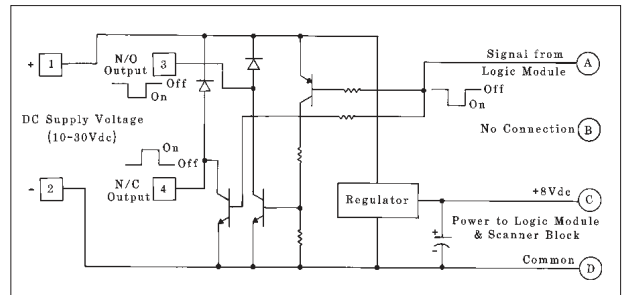 + 1
N/O
Output 3
Off
On
DC Supply Voltage
(10-30Vdc)
On
Off
- 2
N/C
Output 4
Regulator
Signal from
Logic Module
A
Off
On
No Connection B
+8Vdc
C
Power to Logic Module
& Scanner Block
+
-
Common
D